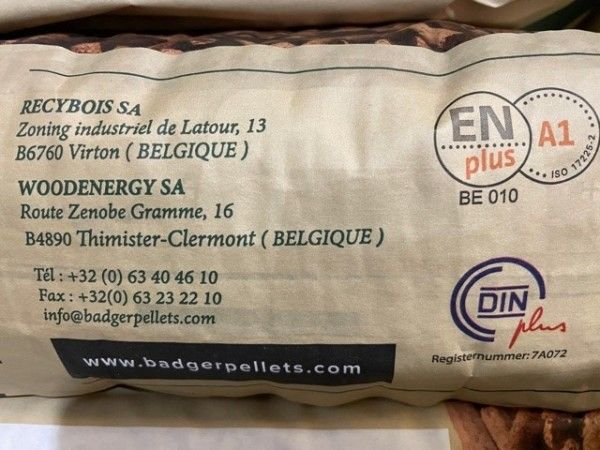 RECYBOIS SA
Zoning industriel de Latour, 13
B6760 Virton ( BELGIQUE )
WOODENERGY SA
Route Zenobe Gramme, 16
B4890 Thimister-Clermont ( BELGIQUE )
Tél : +32 (0) 63 40 46 10
Fax : +32(0) 63 23 22 10
info@badgerpellets.com
www.badgerpellets.com
EN
plus
A1
ISO 17225-2
BE 010
DIN
plus
Registernummer: 7A072